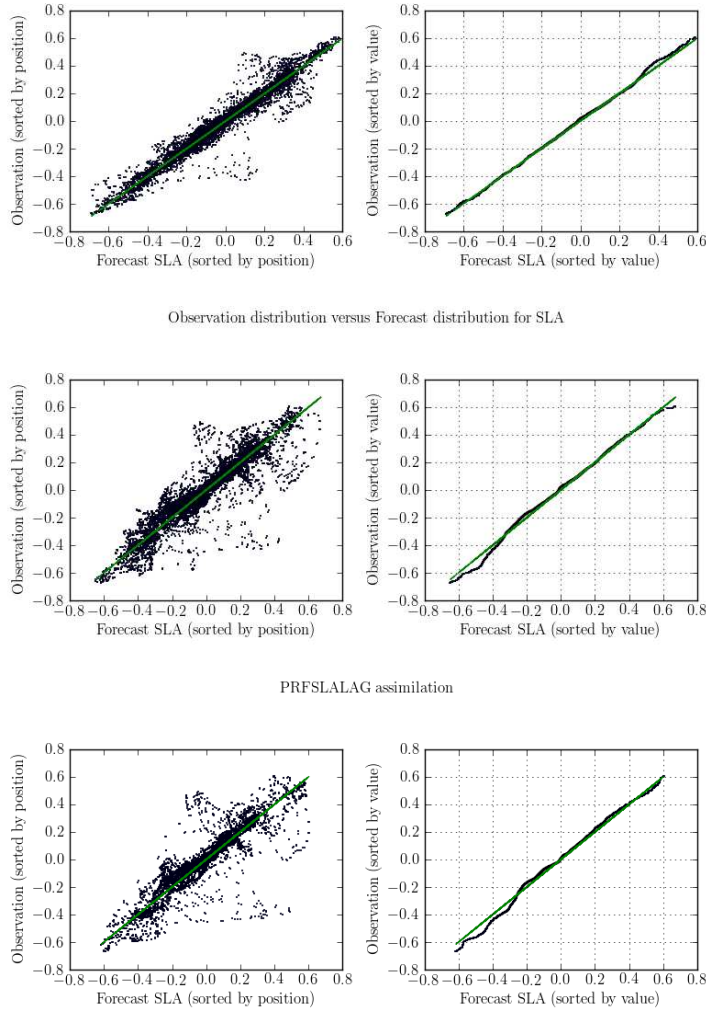 0.8
0.6
0.4
0.2
0.0
−0.2
−0.4
−0.6
−0.8
−0.8 −0.6 −0.4 −0.2 0.0 0.2 0.4 0.6
Forecast SLA (sorted by position)
Observation (sorted by position)
0.8
0.6
0.4
0.2
0.0
−0.2
−0.4
−0.6
−0.8
−0.8 −0.6 −0.4 −0.2 0.0 0.2 0.4 0.6
Forecast SLA (sorted by value)
Observation (sorted by value)
Observation distribution versus Forecast distribution for SLA
0.8
0.6
0.4
0.2
0.0
−0.2
−0.4
−0.6
−0.8
−0.8 −0.6 −0.4 −0.2 0.0 0.2 0.4 0.6 0.8
Forecast SLA (sorted by position)
Observation (sorted by position)
0.8
0.6
0.4
0.2
0.0
−0.2
−0.4
−0.6
−0.8
−0.8 −0.6 −0.4 −0.2 0.0 0.2 0.4 0.6 0.8
Forecast SLA (sorted by value)
Observation (sorted by value)
PRFSLALAG assimilation
0.8
0.6
0.4
0.2
0.0
−0.2
−0.4
−0.6
−0.8
−0.8 −0.6 −0.4 −0.2 0.0 0.2 0.4 0.6 0.8
Forecast SLA (sorted by position)
Observation (sorted by position)
0.8
0.6
0.4
0.2
0.0
−0.2
−0.4
−0.6
−0.8
−0.8 −0.6 −0.4 −0.2 0.0 0.2 0.4 0.6 0.8
Forecast SLA (sorted by value)
Observation (sorted by value)